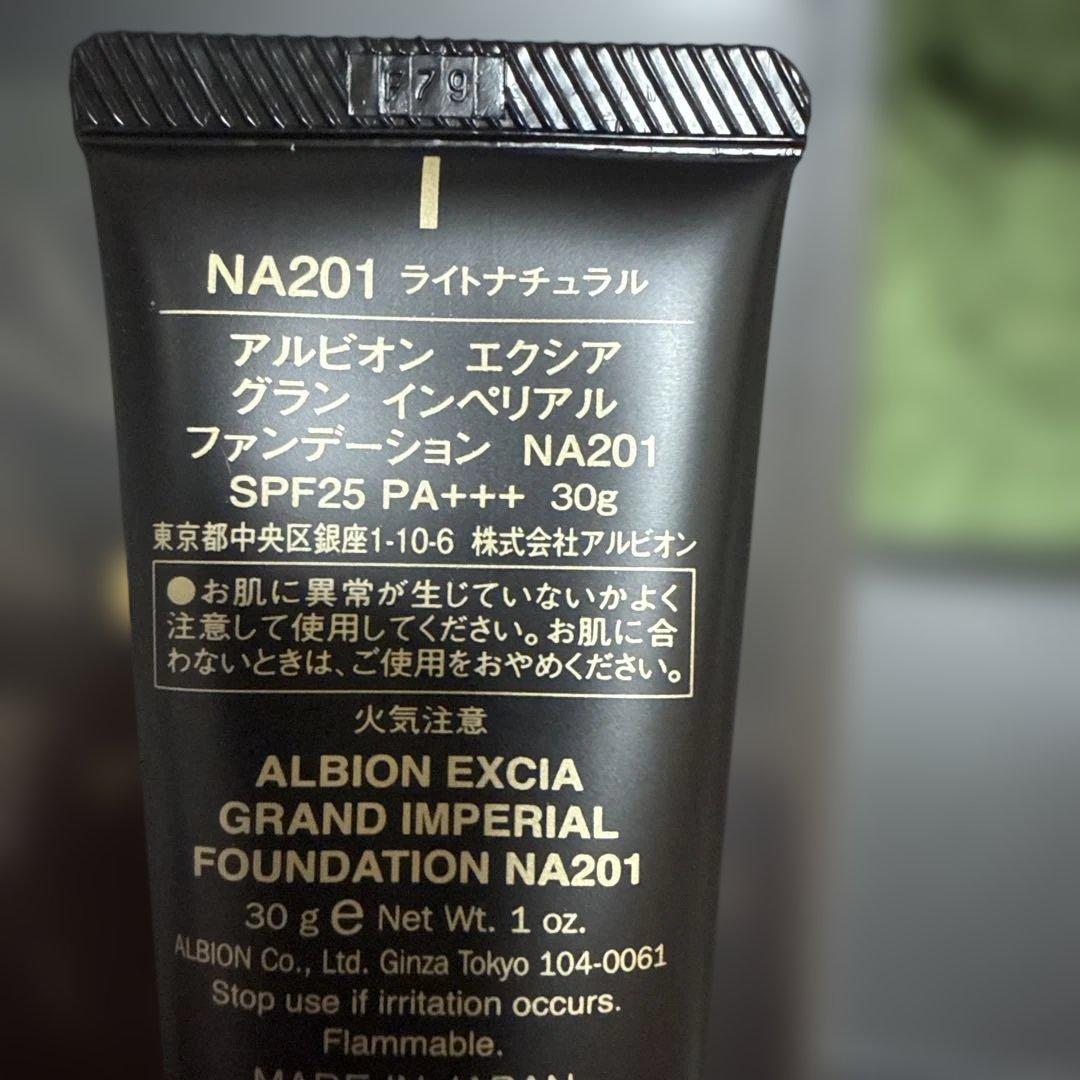 F79
NA201 ライトナチュラル
アルビオン エクシア
グラン インペリアル
ファンデーション NA201
SPF25 PA+++ 30g
東京都中央区銀座1-10-6 株式会社アルビオン
●お肌に異常が生じていないかよく
注意して使用してください。お肌に合
わないときは、ご使用をおやめください。
火気注意
ALBION EXCIA
GRAND IMPERIAL
FOUNDATION NA201
30 g e Net Wt. 1 oz.
ALBION Co., Ltd. Ginza Tokyo 104-0061
Stop use if irritation occurs.
Flammable.
MADE IN JAPAN